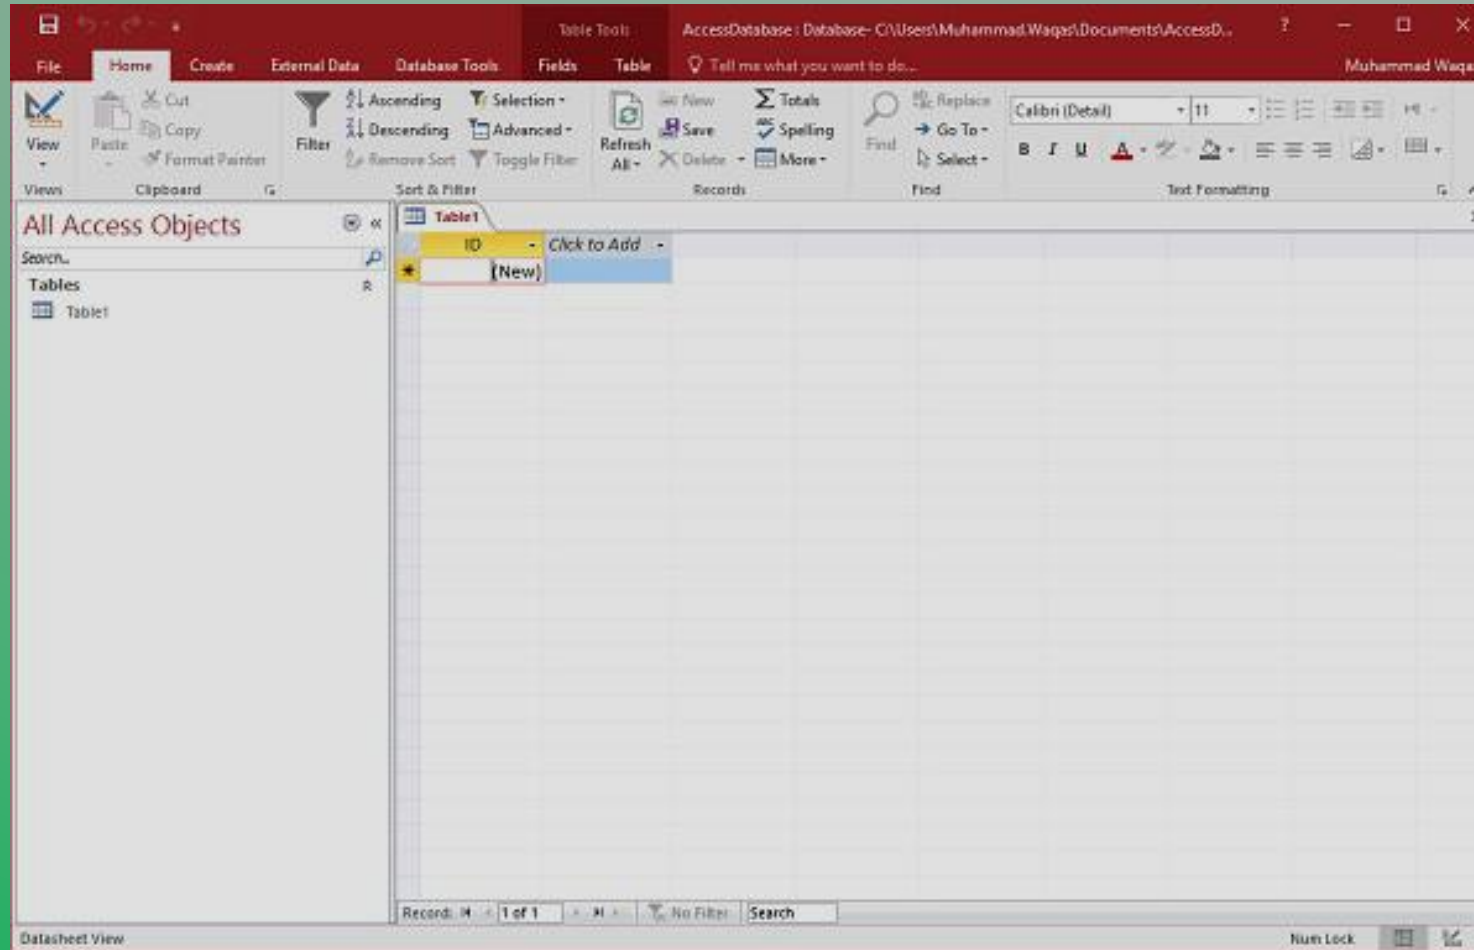 Table Tools AccessDatabase : Database- C:\Users\Muhammad.Waqas\Documents\AccessD... ?
File Home Create External Data Database Tools Fields Table Tell me what you want to do... Muhammad Waqa
Cut Ascending Selection New Totals Replace Calibri (Detail) 11
View Paste Copy Filter Descending Advanced Refresh All Save Spelling Find Go To B I U A
Format Painter Remove Sort Toggle Filter Delete More Select
Views Clipboard Sort & Filter Records Find Text Formatting
All Access Objects
Search..
Tables
Table1
Table1
ID Click to Add
(New)
Record: 1 of 1 No Filter Search
Datasheet View Num Lock